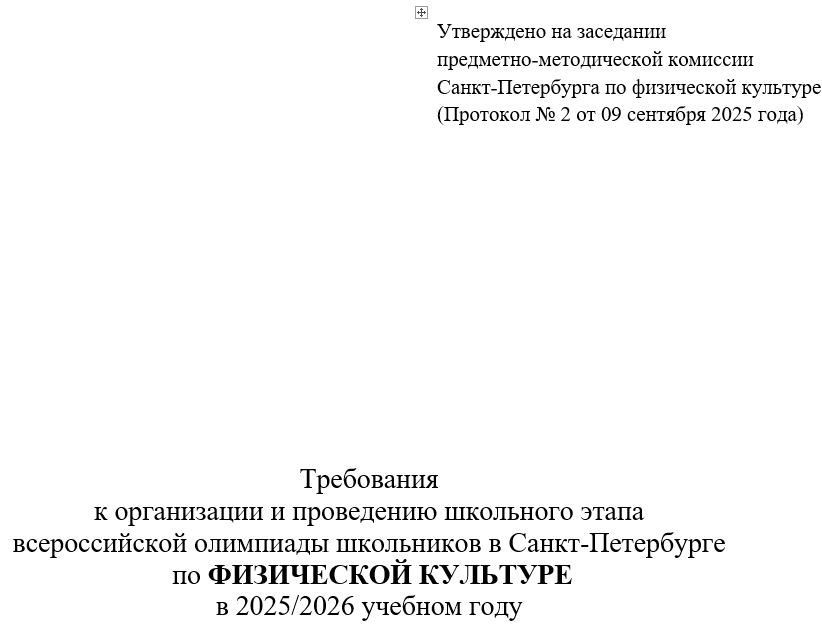 Утверждено на заседании
предметно-методической комиссии
Санкт-Петербурга по физической культуре
(Протокол № 2 от 09 сентября 2025 года)
Требования
к организации и проведению школьного этапа
всероссийской олимпиады школьников в Санкт-Петербурге
по ФИЗИЧЕСКОЙ КУЛЬТУРЕ
в 2025/2026 учебном году